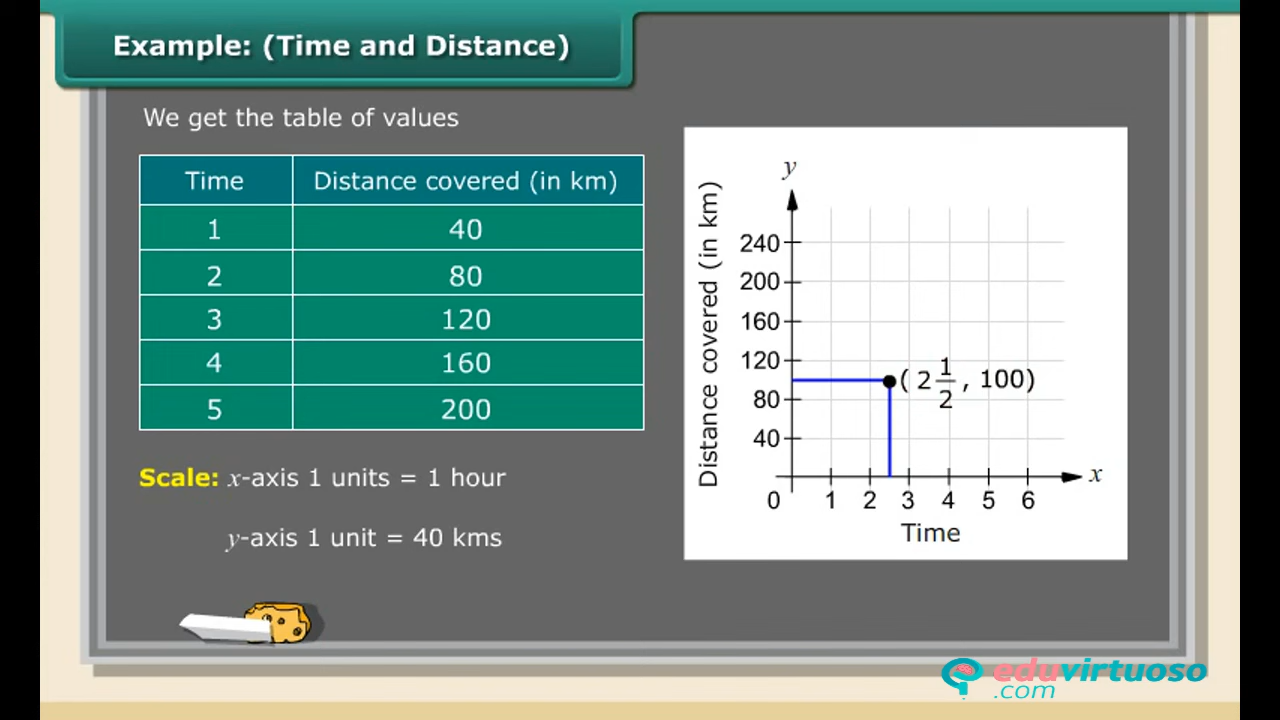 Example: (Time and Distance)
We get the table of values
Time Distance covered (in km)
1 40
2 80
3 120
4 160
5 200
Scale: x-axis 1 units = 1 hour
y-axis 1 unit = 40 kms
y
Distance covered (in km)
240
200
160
120
80
40
(2 1/2, 100)
0 1 2 3 4 5 6
x
Time
eduvirtuoso
.com